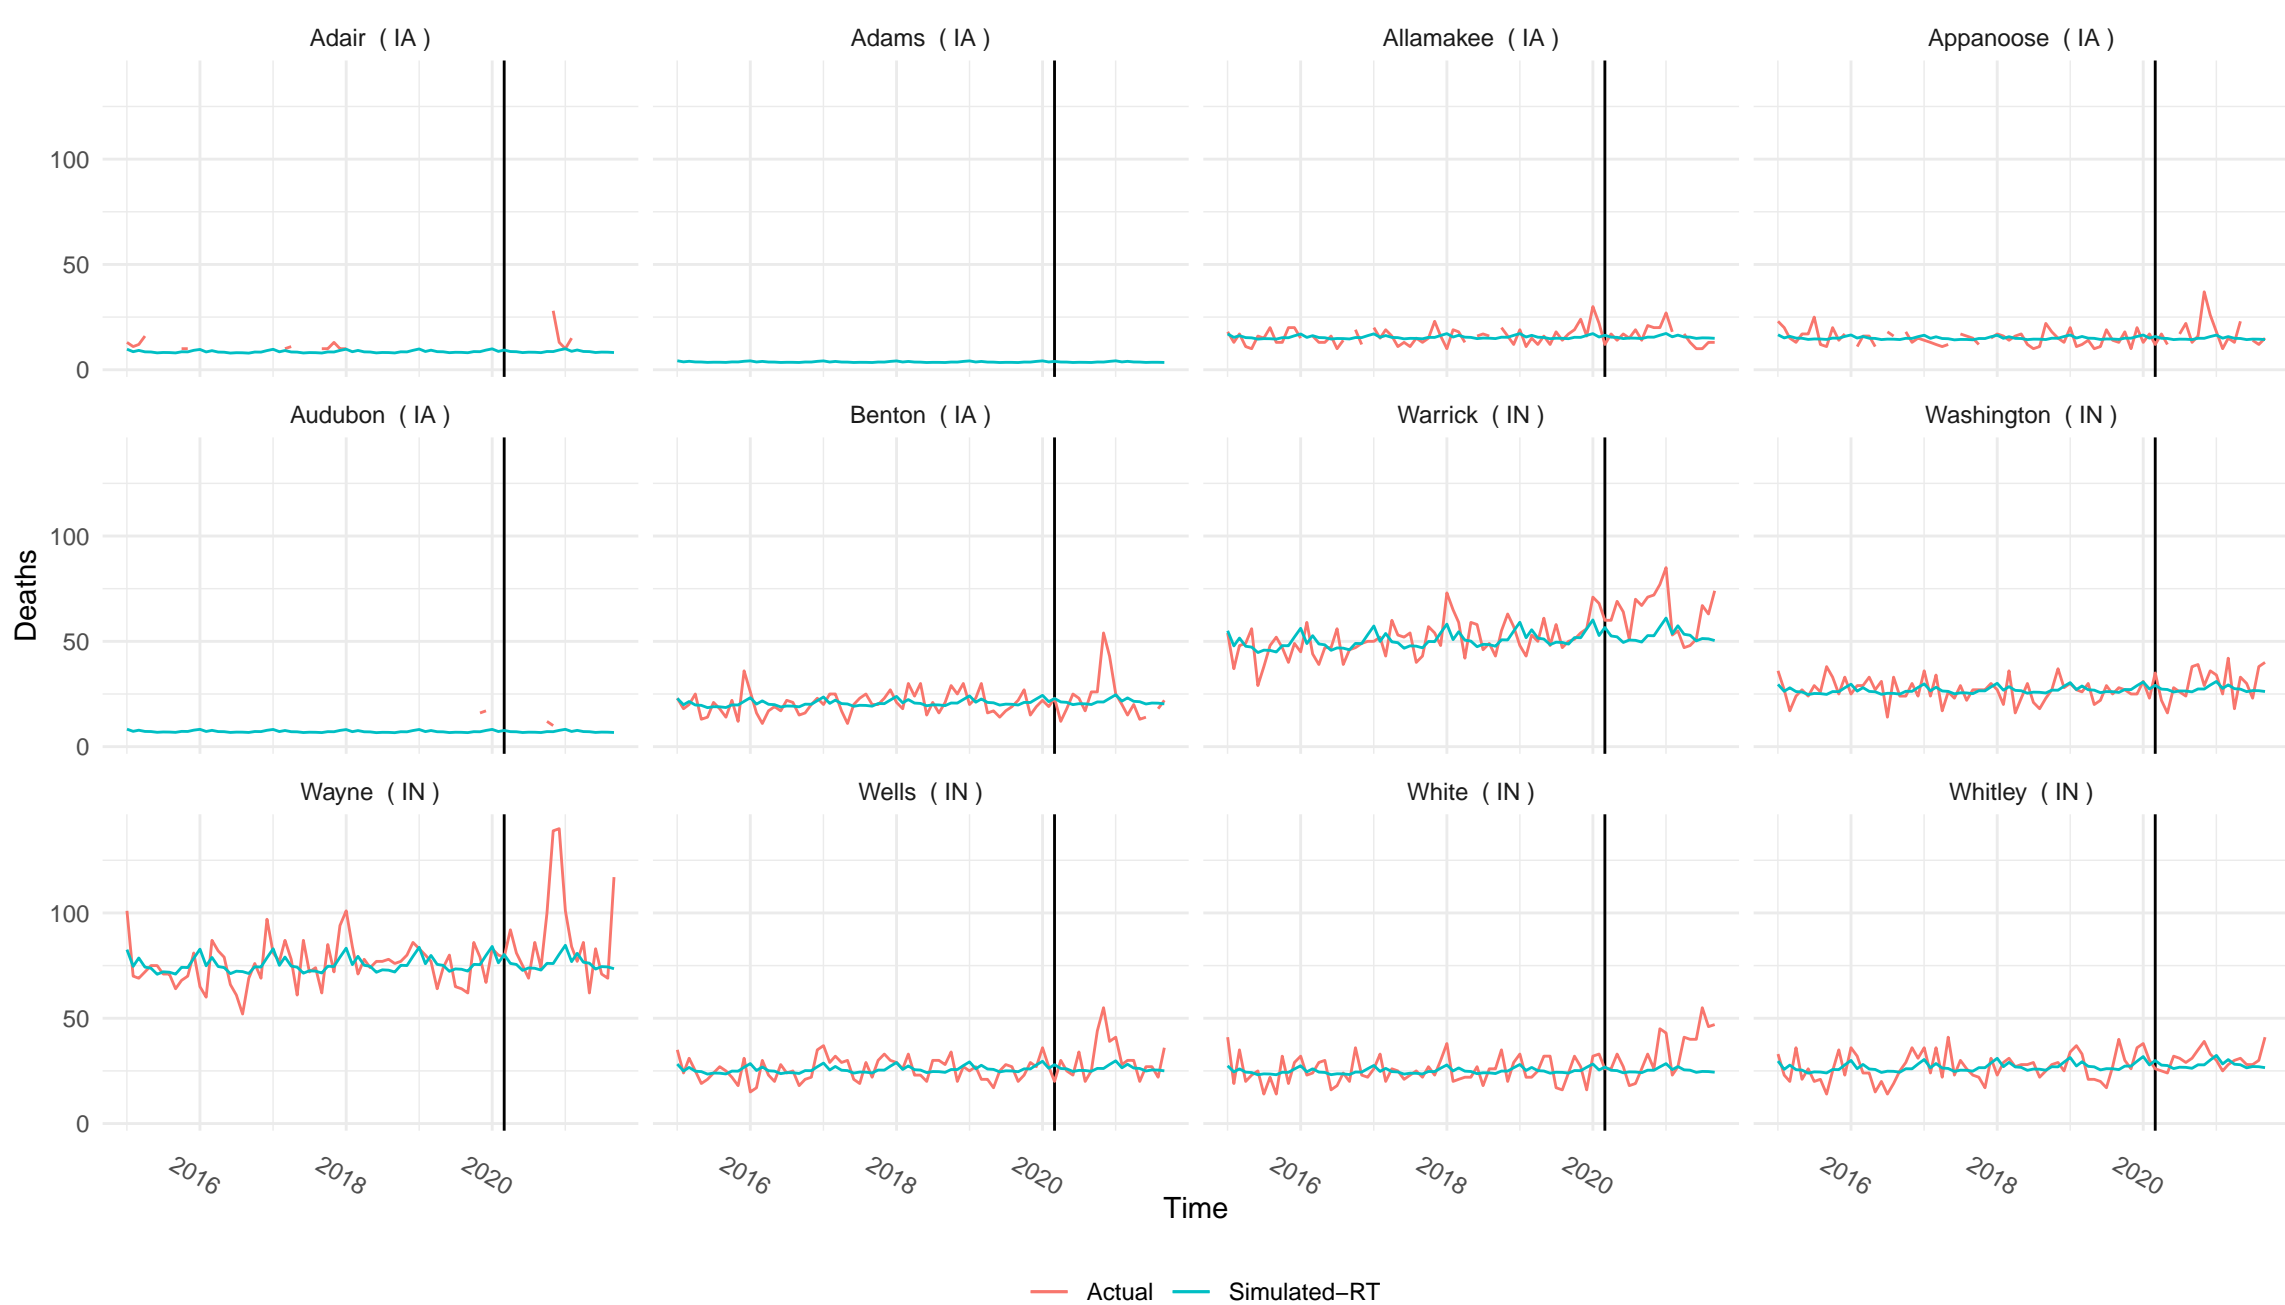 Adair ( IA )
Adams ( IA )
Allamakee ( IA )
Appanoose ( IA )
100
50
0
Audubon ( IA )
Benton ( IA )
Warrick ( IN )
Washington ( IN )
100
50
0
Deaths
Wayne ( IN )
Wells ( IN )
White ( IN )
Whitley ( IN )
100
50
0
2016
2018
2020
2016
2018
2020
2016
2018
2020
2016
2018
2020
Time
Actual
Simulated−RT